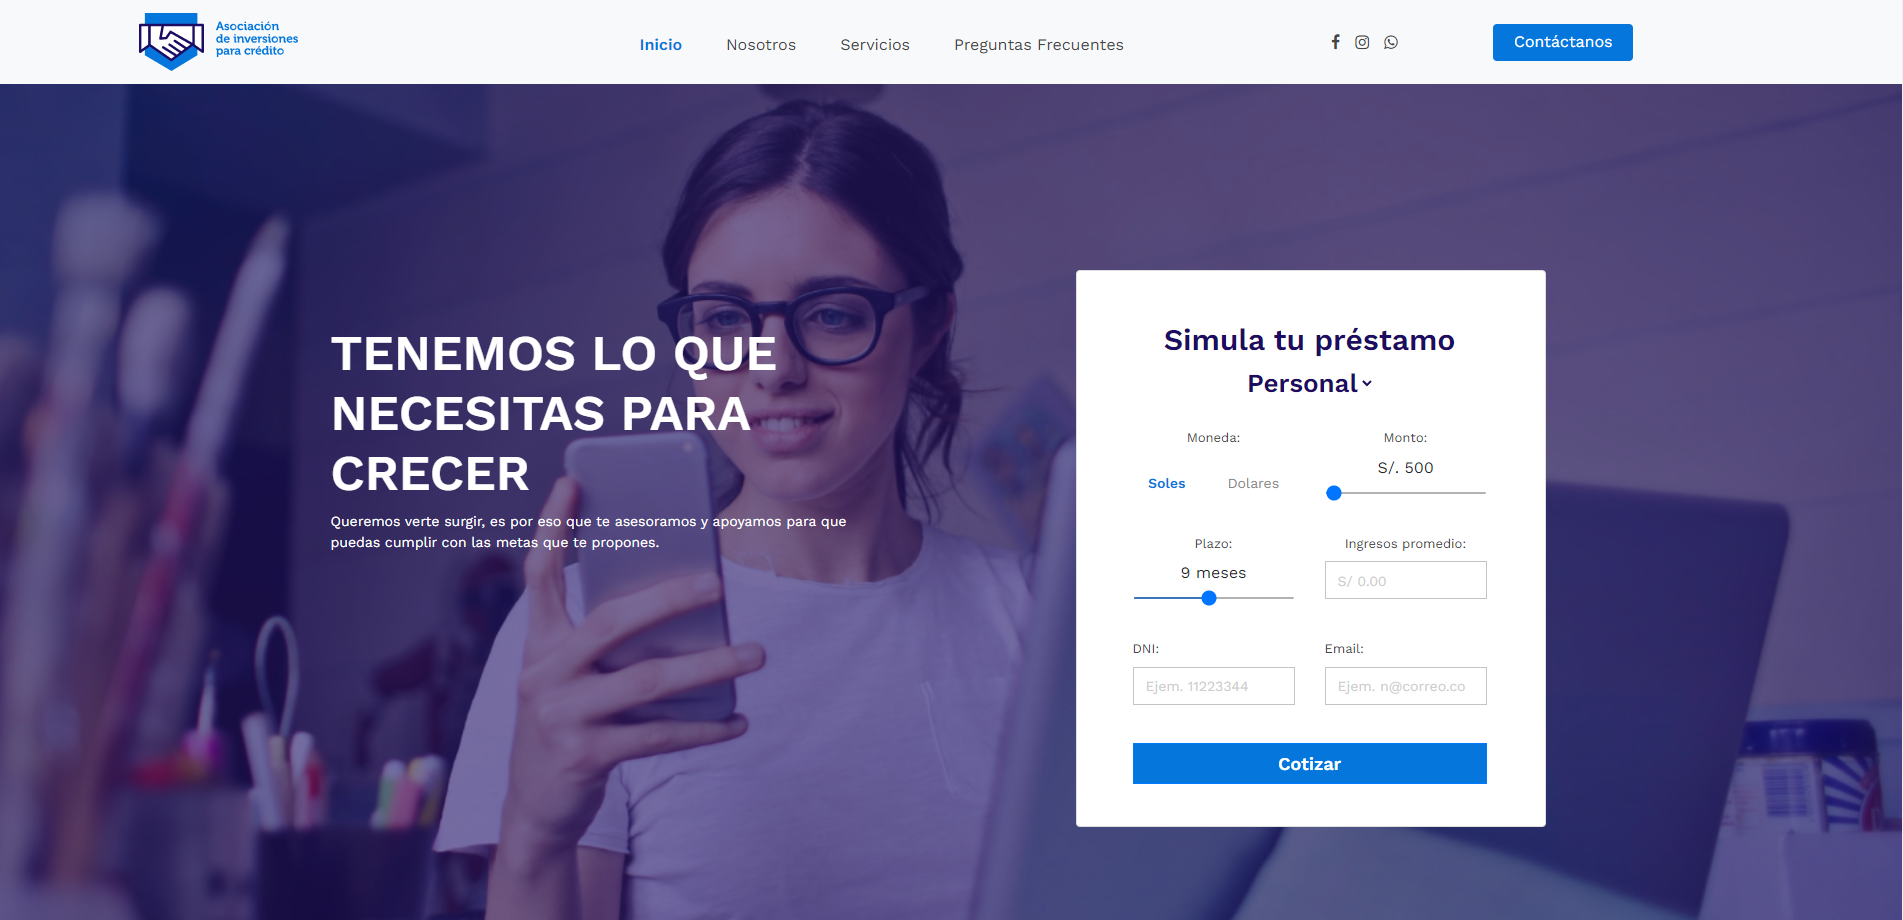 Asociación
de inversiones
para crédito
Inicio
Nosotros
Servicios
Preguntas Frecuentes
Contáctanos
TENEMOS LO QUE
NECESITAS PARA
CRECER
Queremos verte surgir, es por eso que te asesoramos y apoyamos para que
puedas cumplir con las metas que te propones.
Simula tu préstamo
Personal
Moneda:
Soles
Dolares
Monto:
S/. 500
Plazo:
9 meses
Ingresos promedio:
S/ 0.00
DNI:
Ejem. 11223344
Email:
Ejem. n@correo.co
Cotizar